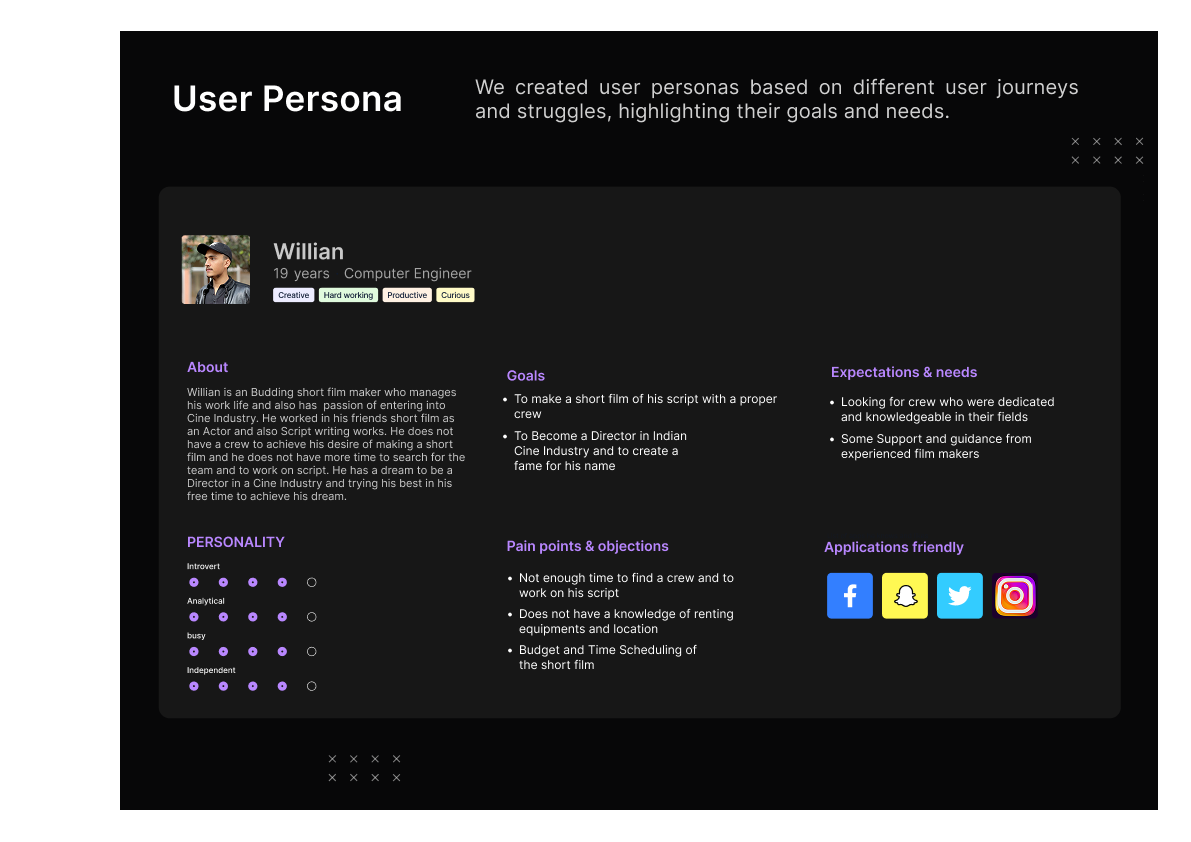 User Persona
We created user personas based on different user journeys
and struggles, highlighting their goals and needs.
Willian
19 years Computer Engineer
Creative Hard working Productive Curious
About
Willian is an Budding short film maker who manages
his work life and also has passion of entering into
Cine Industry. He worked in his friends short film as
an Actor and also Script writing works. He does not
have a crew to achieve his desire of making a short
film and he does not have more time to search for the
team and to work on script. He has a dream to be a
Director in a Cine Industry and trying his best in his
free time to achieve his dream.
Goals
• To make a short film of his script with a proper
crew
• To Become a Director in Indian
Cine Industry and to create a
fame for his name
Expectations & needs
• Looking for crew who were dedicated
and knowledgeable in their fields
• Some Support and guidance from
experienced film makers
PERSONALITY
Introvert
Analytical
busy
Independent
Pain points & objections
• Not enough time to find a crew and to
work on his script
• Does not have a knowledge of renting
equipments and location
• Budget and Time Scheduling of
the short film
Applications friendly